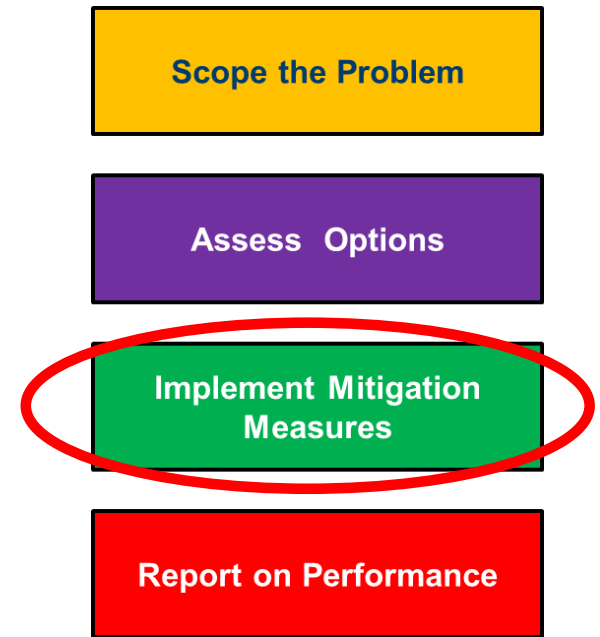 Scope the Problem
Assess Options
Implement Mitigation
Measures
Report on Performance